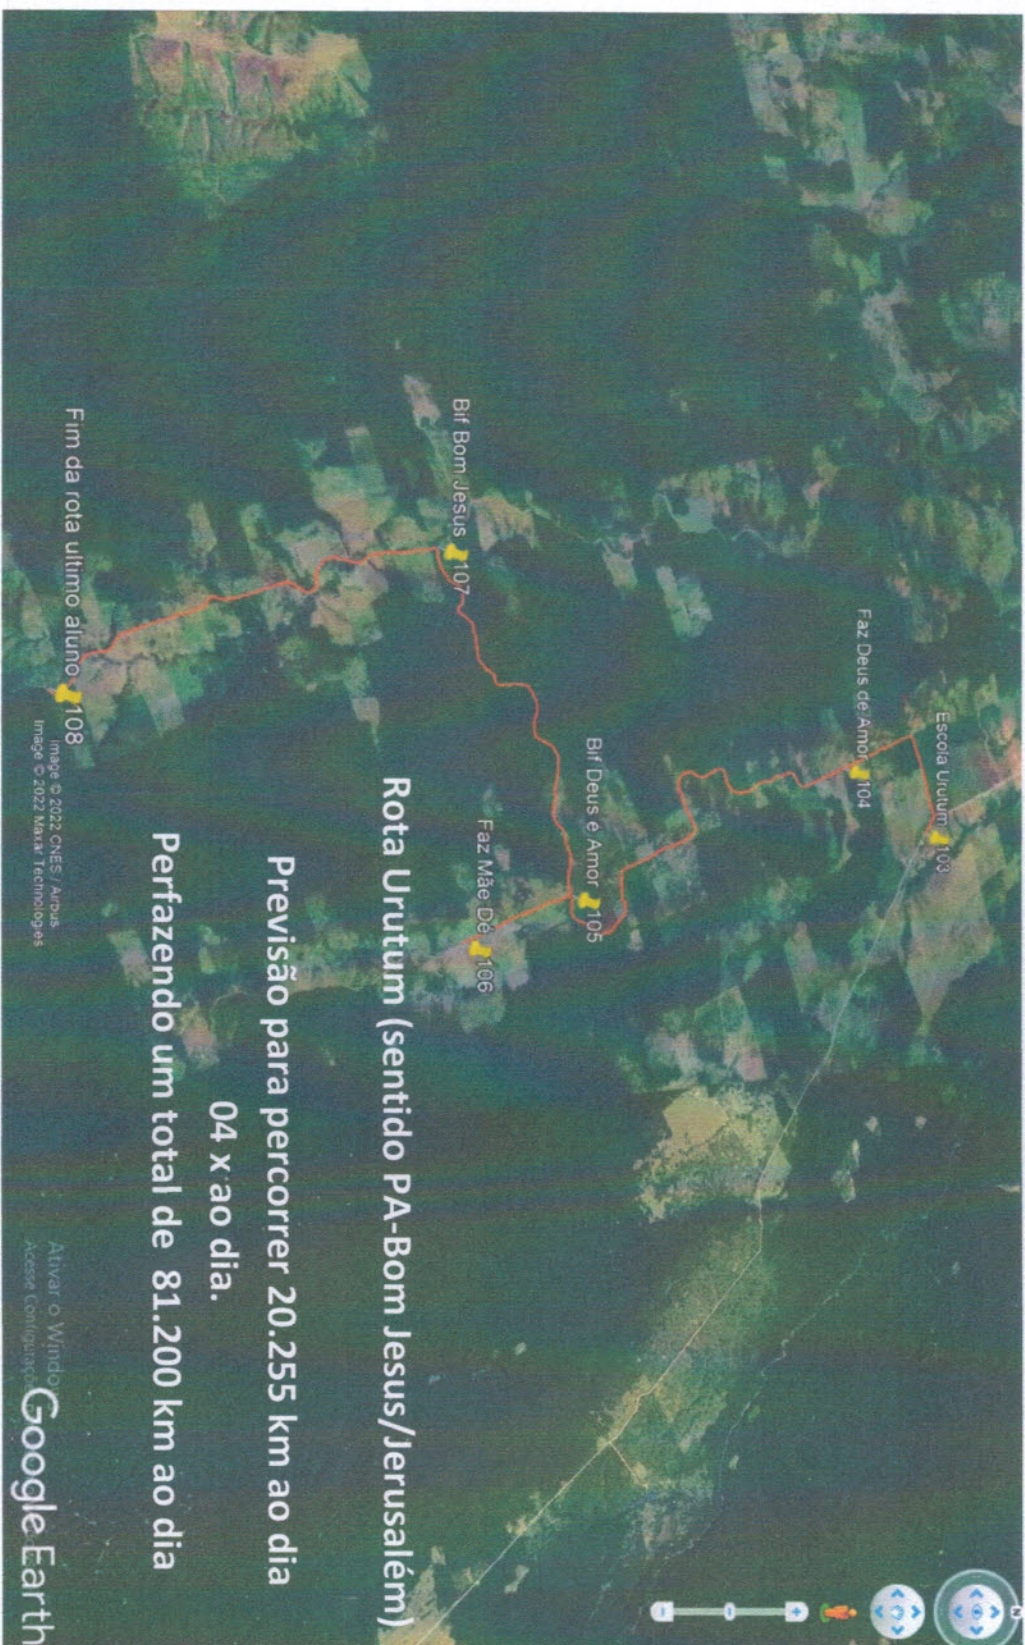 Escola Urutum 103
Faz Deus de Amor 104
Bif Deus é Amor 105
Bif Bom Jesus 107
Faz Mãe Dé 106
Fim da rota ultimo aluno 108
Rota Urutum (sentido PA-Bom Jesus/Jerusalém)
Previsão para percorrer 20.255 km ao dia
04 x ao dia.
Perfazendo um total de 81.200 km ao dia
Image © 2022 CNES / Airbus
Image © 2022 Maxar Technologies
Ativar o Windo
Acesse Configuraç
Google Earth
N